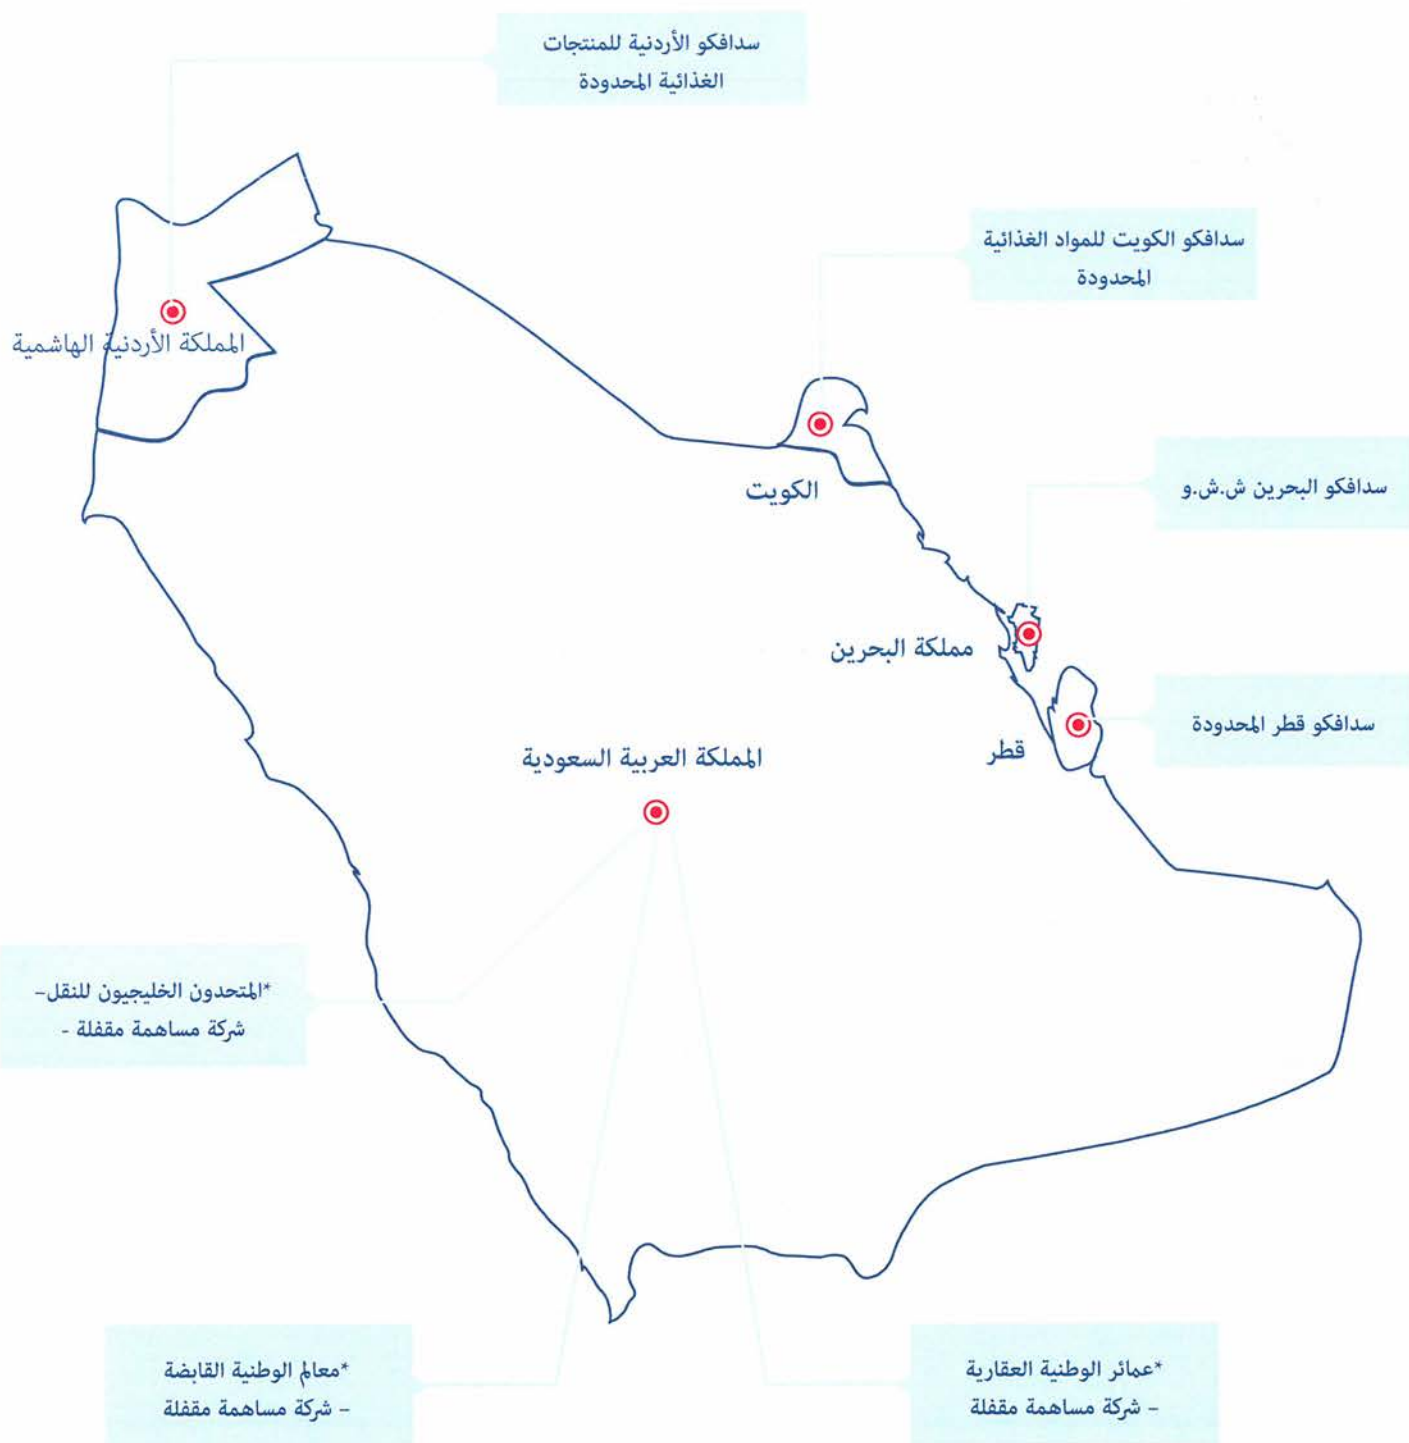 سدافكو الأردنية للمنتجات
الغذائية المحدودة
سدافكو الكويت للمواد الغذائية
المحدودة
المملكة الأردنية الهاشمية
الكويت
سدافكو البحرين ش.ش.و
مملكة البحرين
سدافكو قطر المحدودة
قطر
المملكة العربية السعودية
*المتحدون الخليجيون للنقل–
شركة مساهمة مقفلة -
*عمائر الوطنية العقارية
– شركة مساهمة مقفلة
*معالم الوطنية القابضة
– شركة مساهمة مقفلة